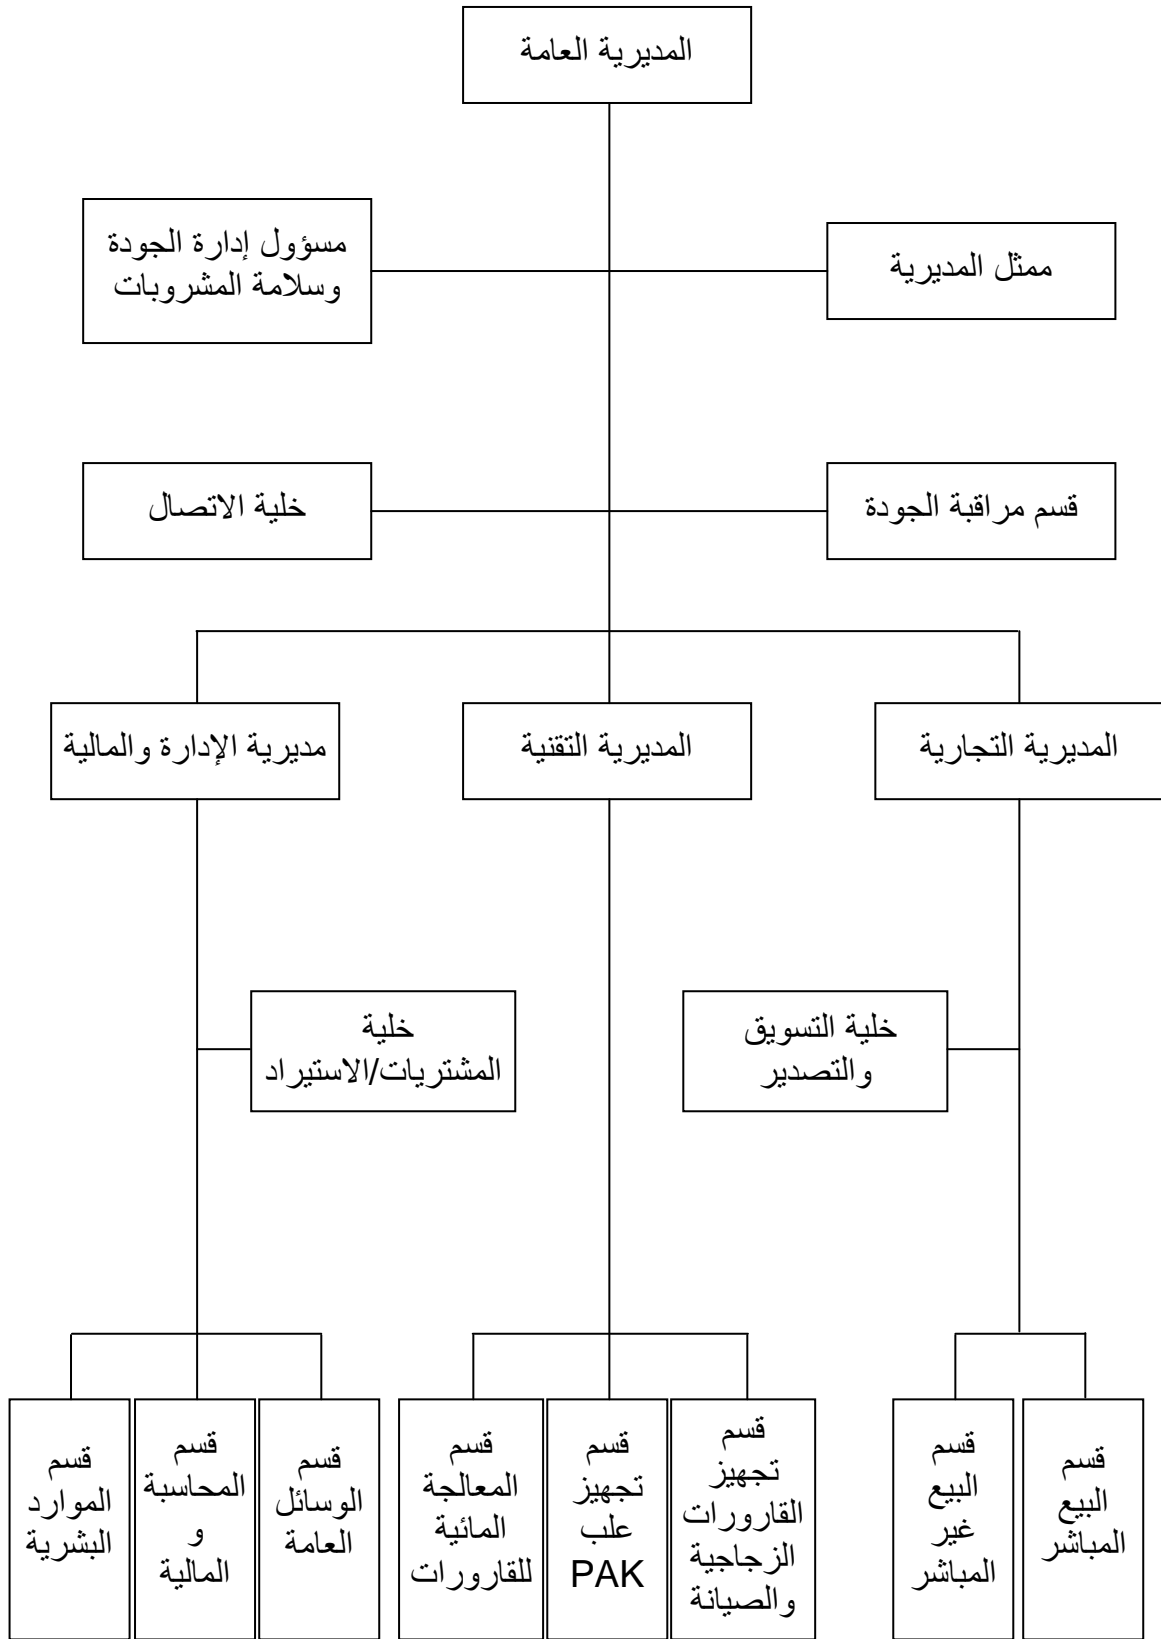 المديرية العامة
ممثل المديرية
مسؤول إدارة الجودة
وسلامة المشروبات
قسم مراقبة الجودة
خلية الاتصال
المديرية التجارية
المديرية التقنية
مديرية الإدارة والمالية
خلية التسويق
والتصدير
خلية
المشتريات/الاستيراد
قسم
البيع
المباشر
قسم
البيع
غير
المباشر
قسم
تجهيز
القارورات
الزجاجية
والصيانة
قسم
تجهيز
علب
PAK
قسم
المعالجة
المائية
للقارورات
قسم
الوسائل
العامة
قسم
المحاسبة
و
المالية
قسم
الموارد
البشرية